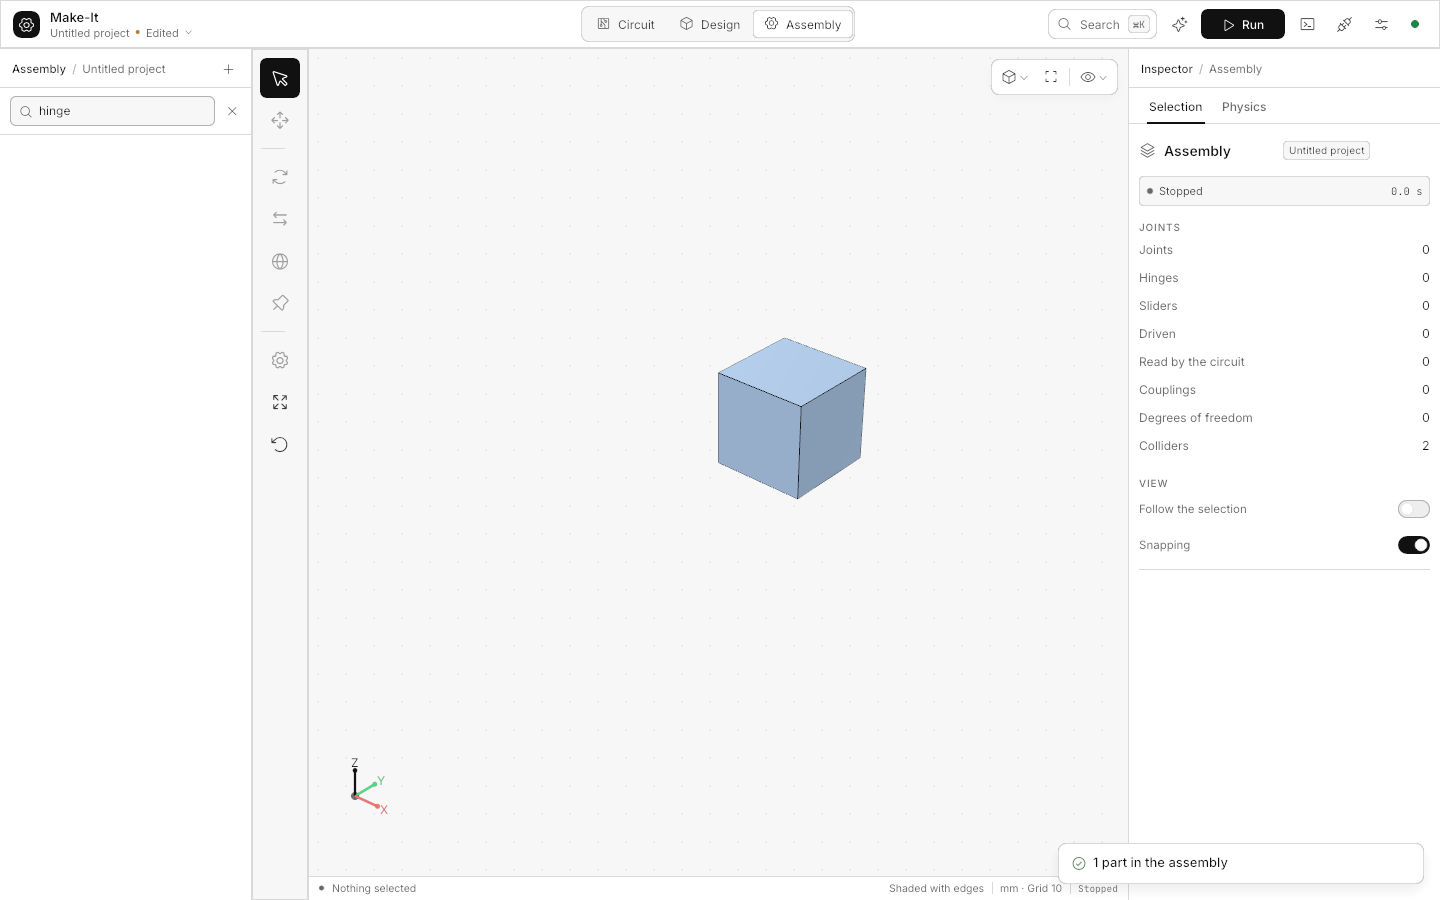 Make-It
Untitled project • Edited
Circuit
Design
Assembly
Search ⌘K
Run
Assembly / Untitled project
hinge
Inspector / Assembly
Selection
Physics
Assembly
Untitled project
Stopped
0.0 s
JOINTS
Joints 0
Hinges 0
Sliders 0
Driven 0
Read by the circuit 0
Couplings 0
Degrees of freedom 0
Colliders 2
VIEW
Follow the selection
Snapping
Z
Y
X
1 part in the assembly
Nothing selected
Shaded with edges
mm · Grid 10
Stopped